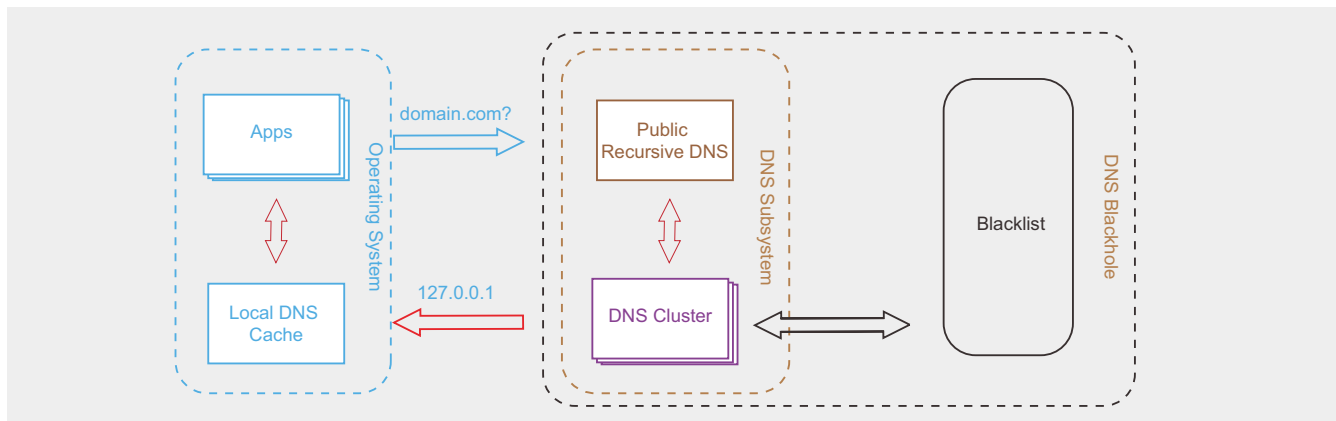 Apps
Local DNS
Cache
Operating System
domain.com?
127.0.0.1
Public
Recursive DNS
DNS Cluster
DNS Subsystem
Blacklist
DNS Blackhole